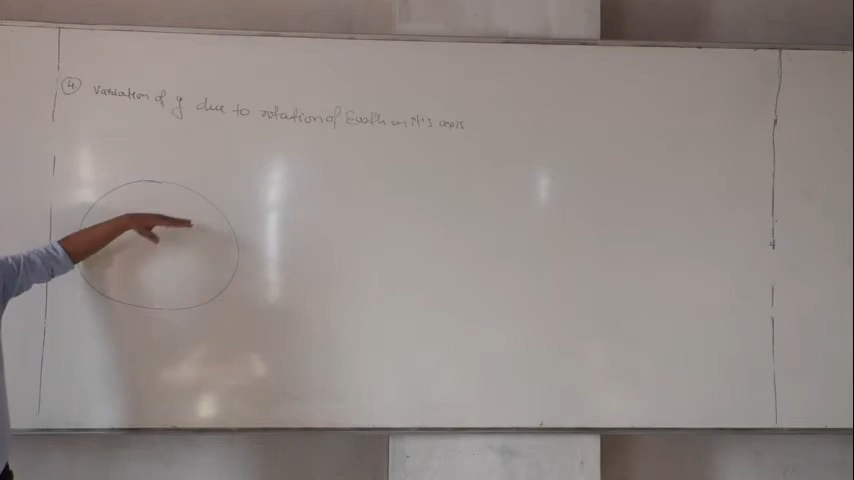 4 Variation of g due to rotation of Earth on it's axis.